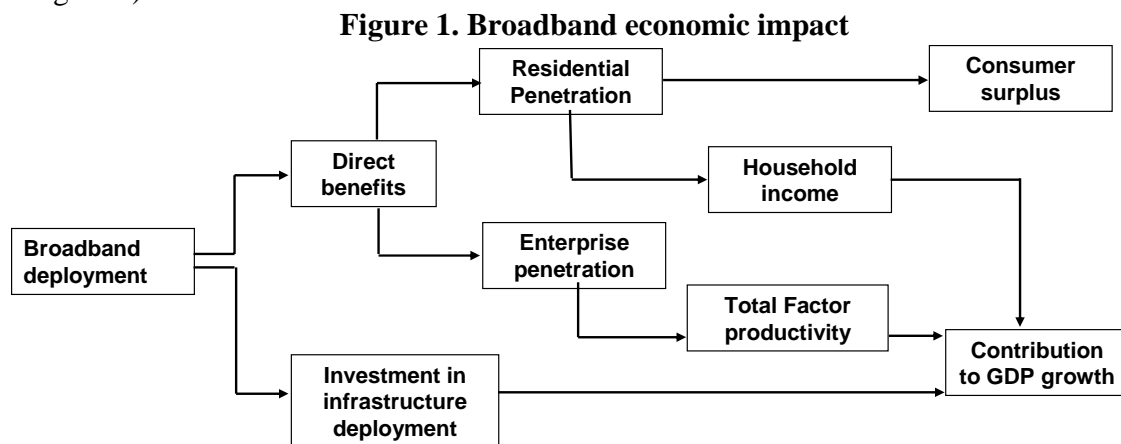 Figure 1. Broadband economic impact
Residential
Penetration
Consumer
surplus
Direct
benefits
Household
income
Broadband
deployment
Enterprise
penetration
Total Factor
productivity
Contribution
to GDP growth
Investment in
infrastructure
deployment